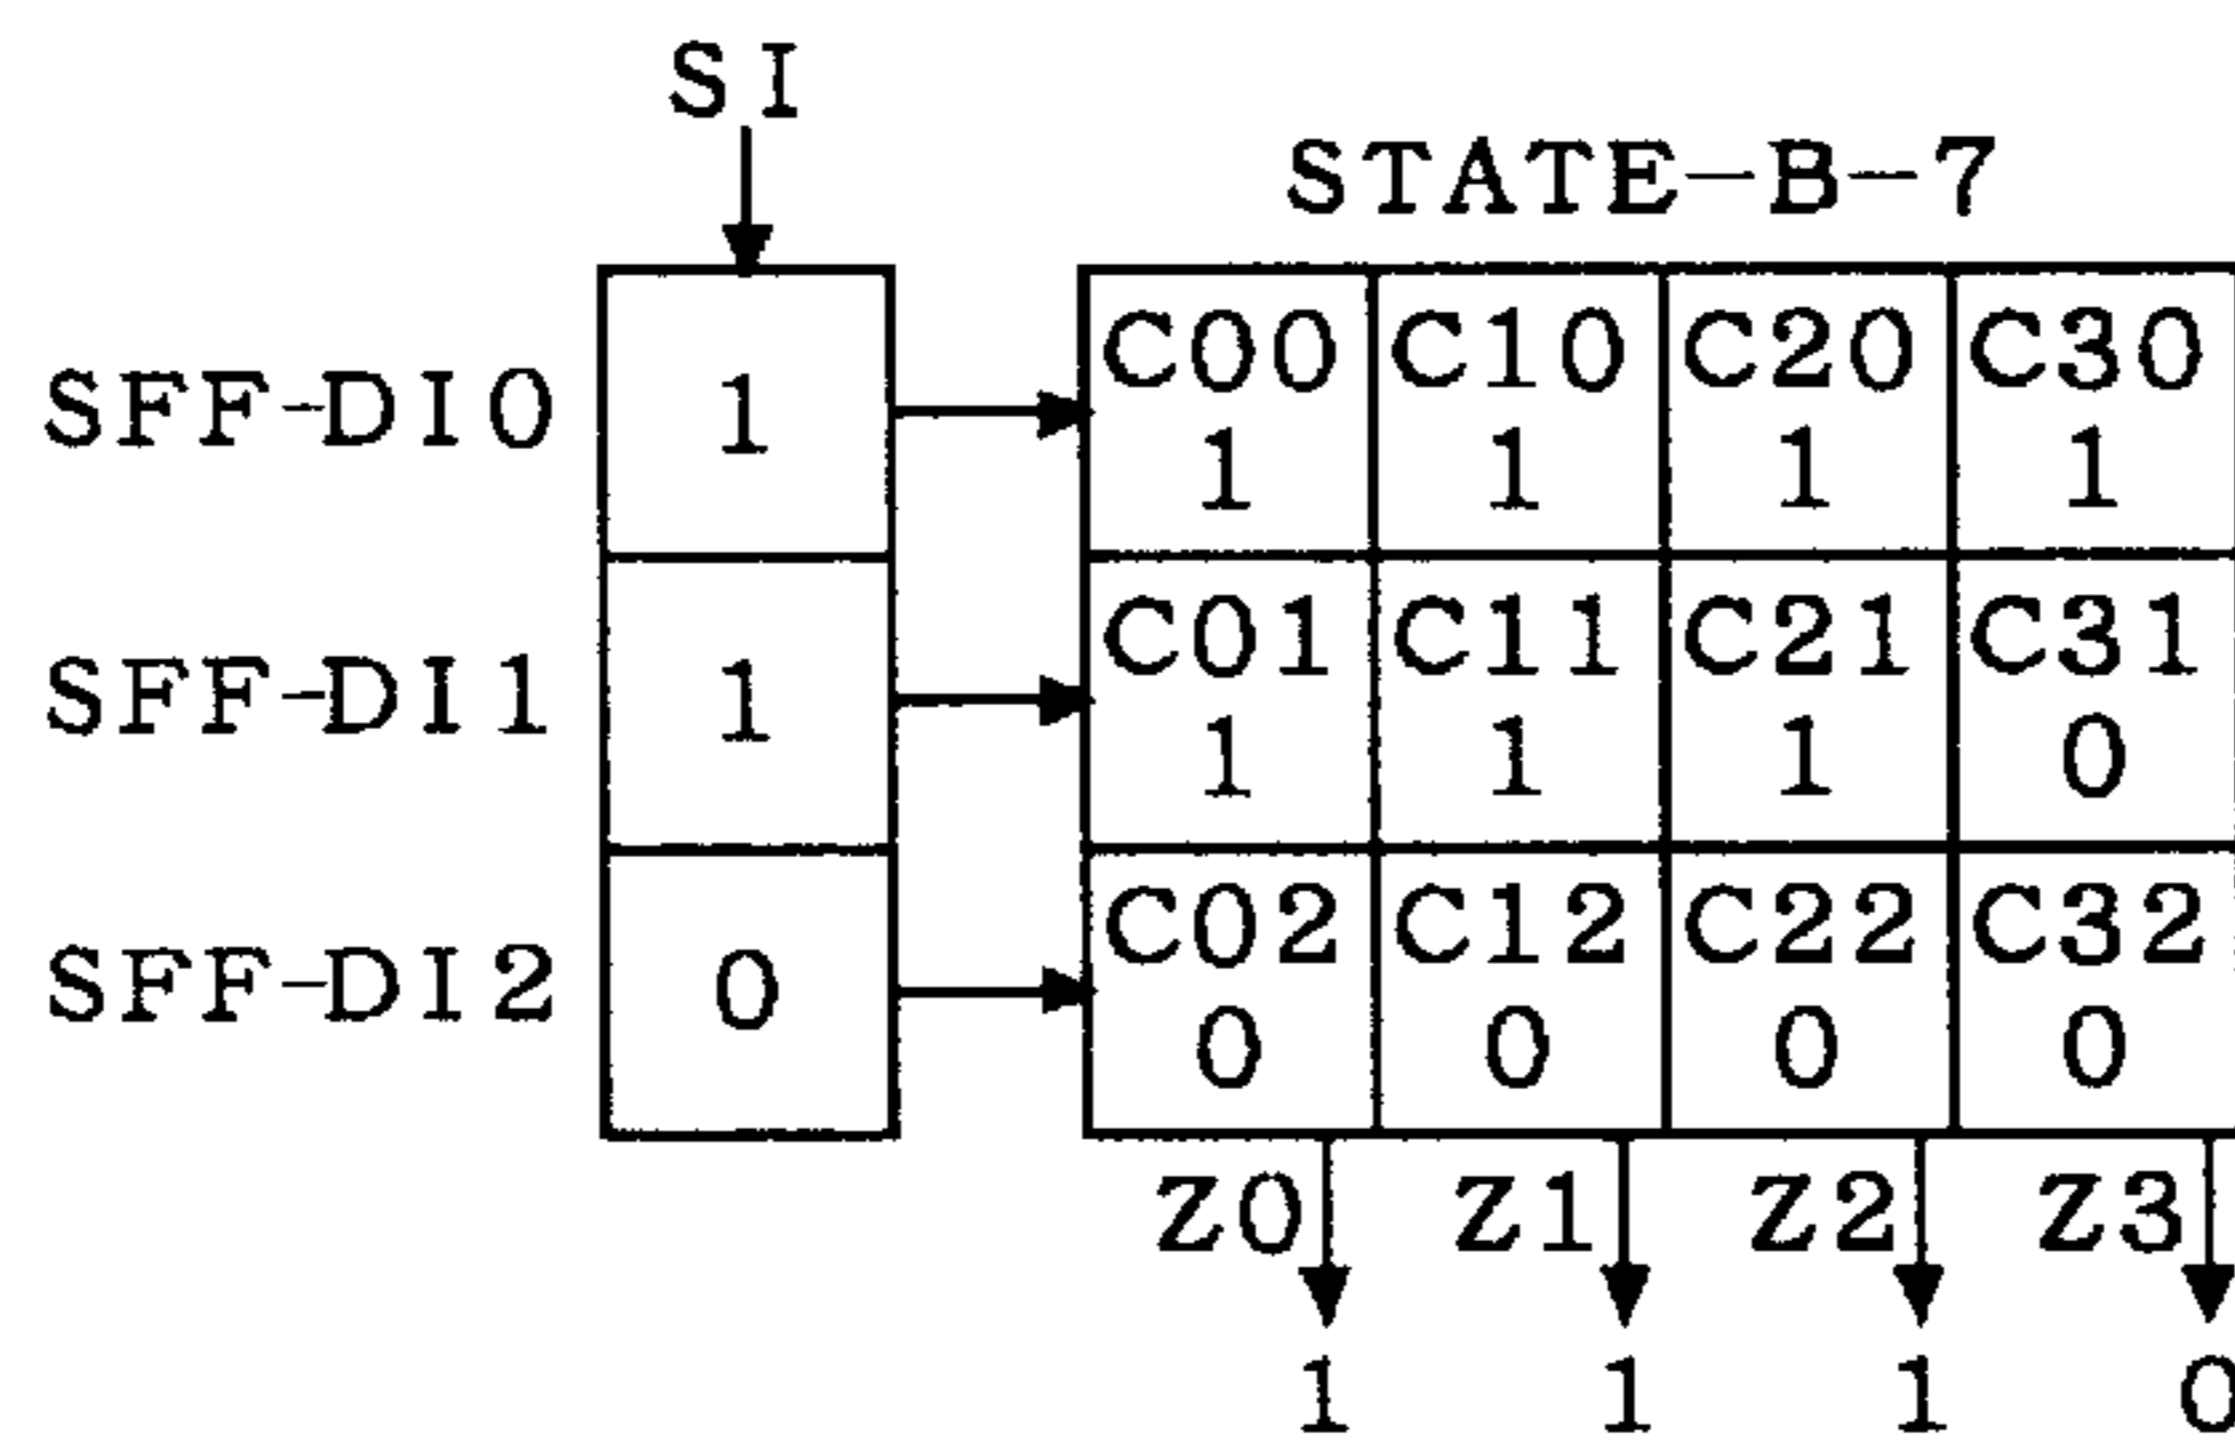 SI
STATE-B-7
C00 C10 C20 C30
SFF-DI0 1 1 1 1 1
C01 C11 C21 C31
SFF-DI1 1 1 1 1 0
C02 C12 C22 C32
SFF-DI2 0 0 0 0 0
Z0 Z1 Z2 Z3
1 1 1 0